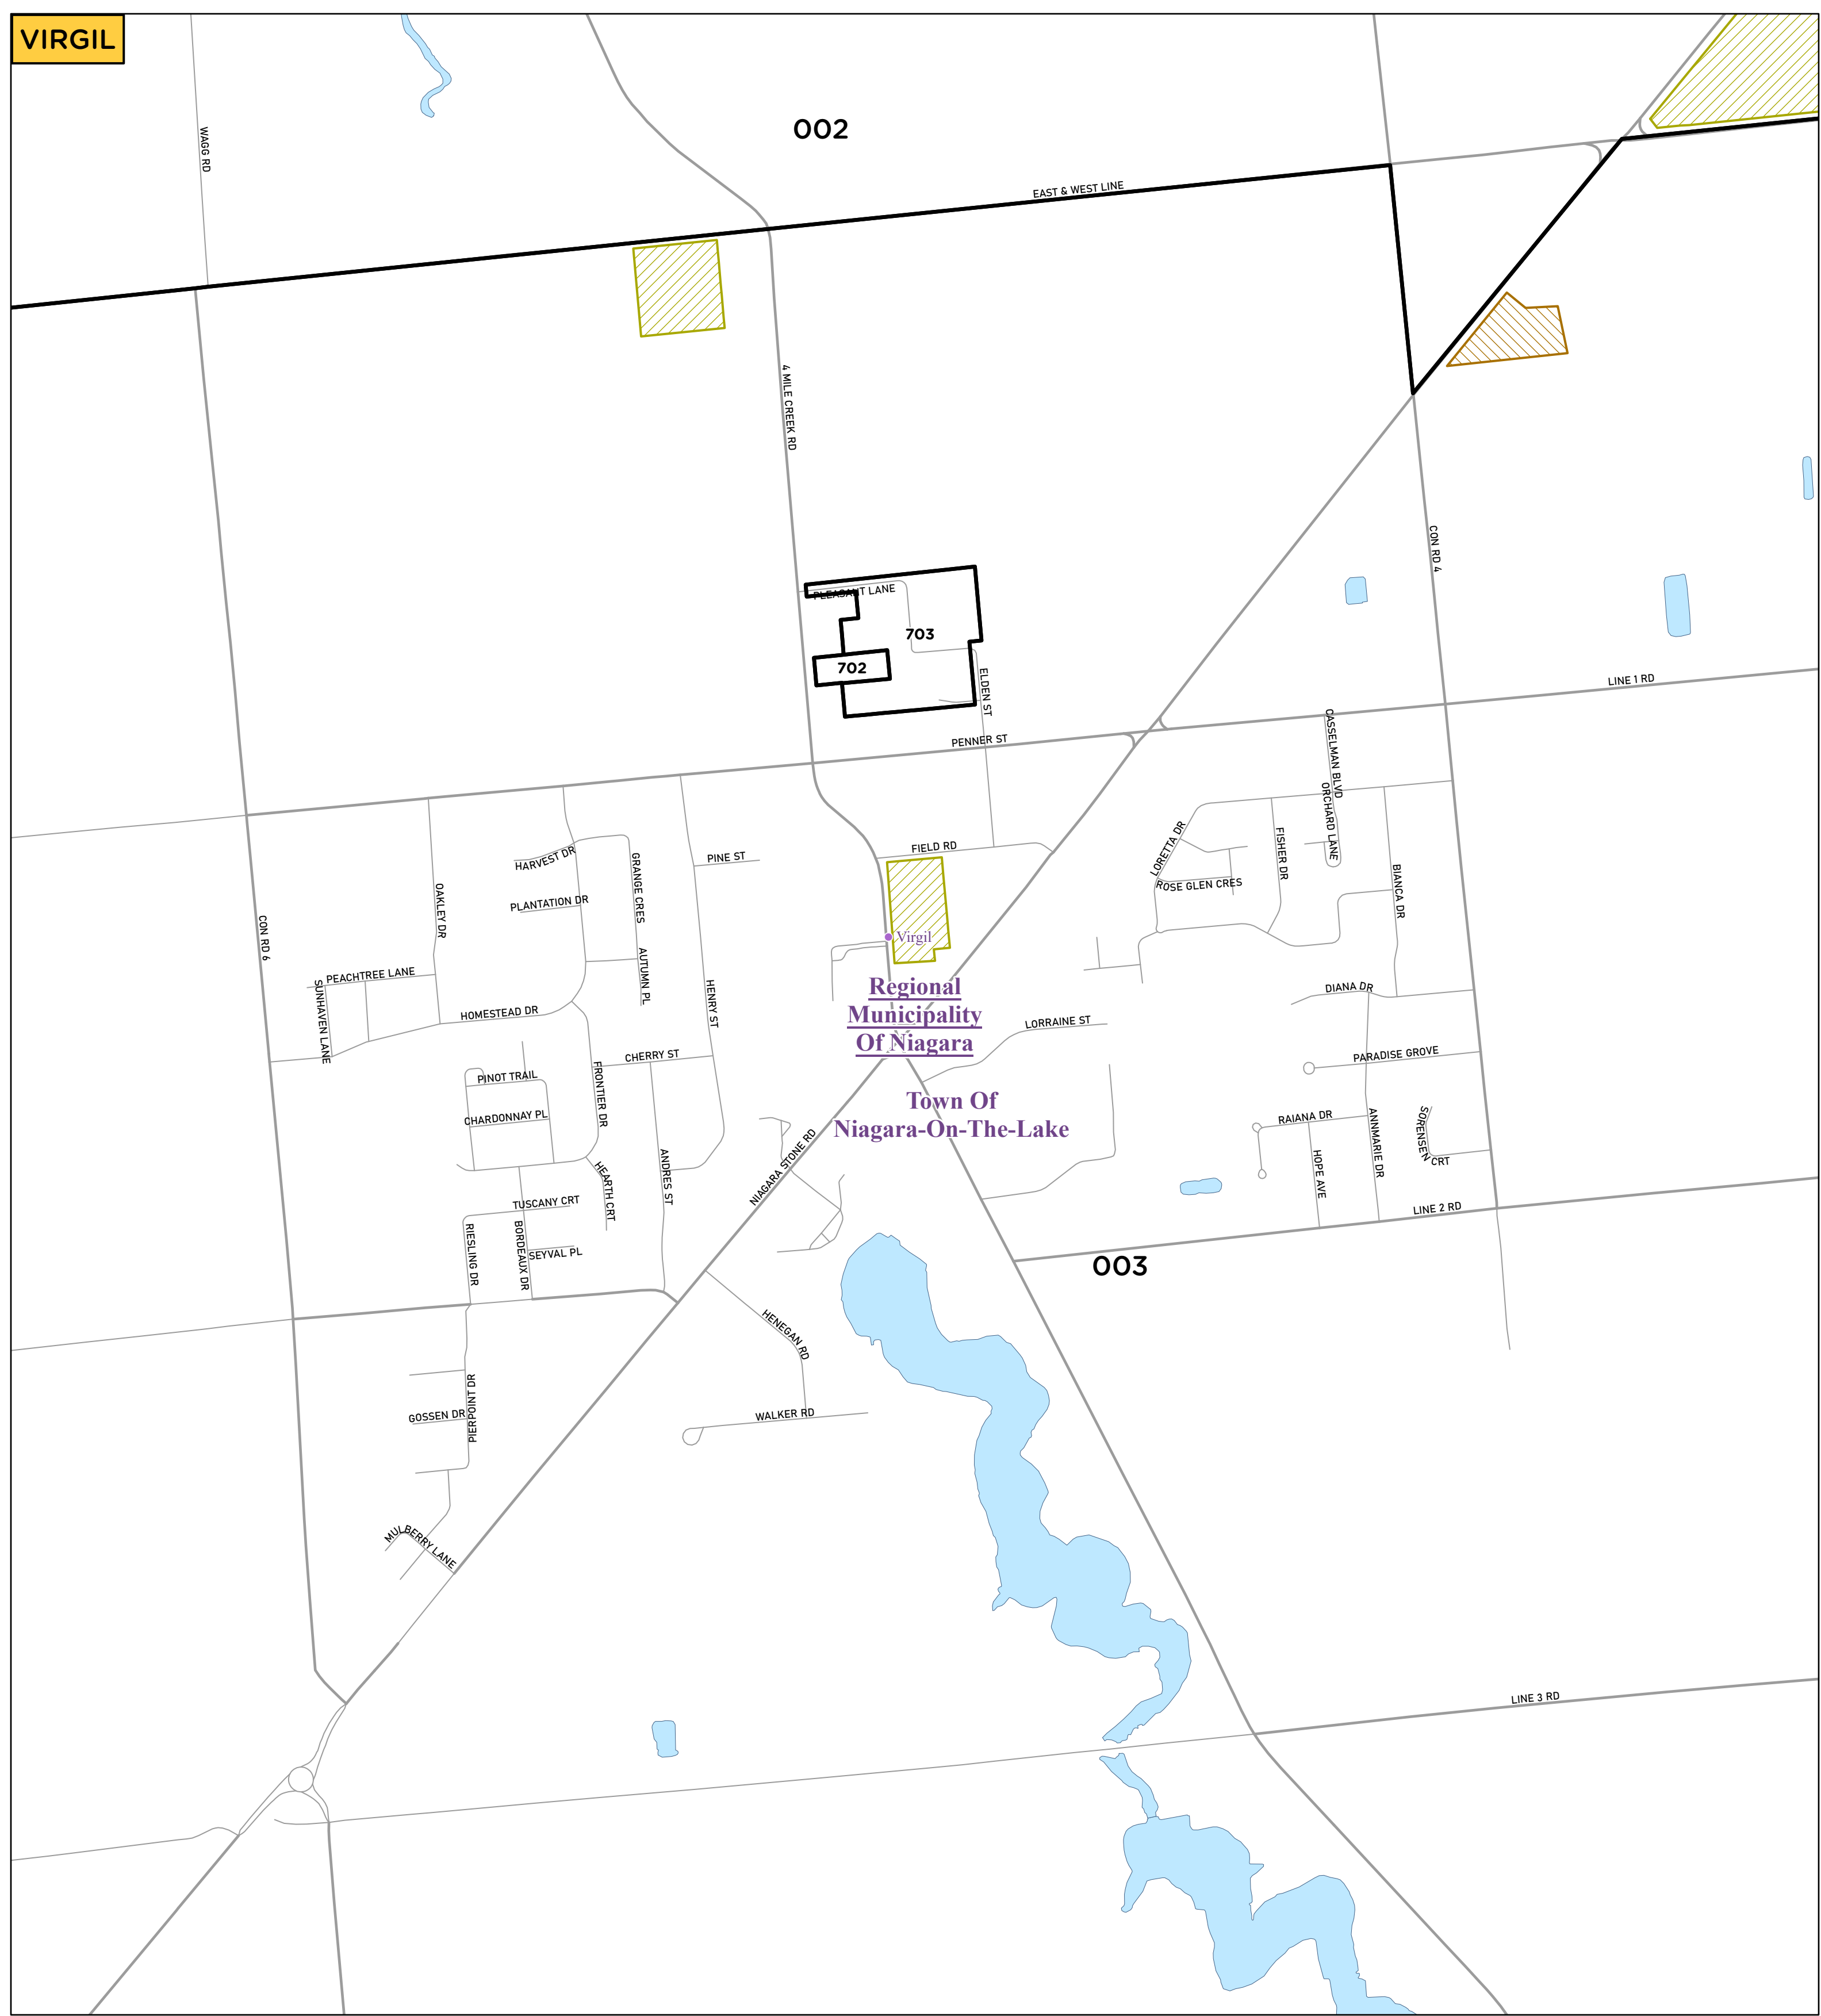 VIRGIL
002
WAGG RD
EAST & WEST LINE
4 MILE CREEK RD
CON RD 4
PLEASANT LANE
703
702
ELDEN ST
LINE 1 RD
PENNER ST
CASSELMAN BLVD
ORCHARD LANE
LORETTA DR
FISHER DR
ROSE GLEN CRES
BIANCA DR
FIELD RD
PINE ST
HARVEST DR
GRANGE CRES
PLANTATION DR
OAKLEY DR
CON RD 6
AUTUMN PL
PEACHTREE LANE
SUNHAVEN LANE
HENRY ST
HOMESTEAD DR
Virgil
Regional
Municipality
Of Niagara
DIANA DR
LORRAINE ST
CHERRY ST
PARADISE GROVE
PINOT TRAIL
FRONTIER DR
CHARDONNAY PL
Town Of
Niagara-On-The-Lake
RAIANA DR
ANNMARIE DR
SORENSEN
CRT
HOPE AVE
NIAGARA STONE RD
ANDRES ST
HEARTH CRT
TUSCANY CRT
RIESLING DR
BORDEAUX DR
SEYVAL PL
LINE 2 RD
003
HENEGAN RD
WALKER RD
GOSSEN DR
PIERPOINT DR
MULBERRY LANE
LINE 3 RD